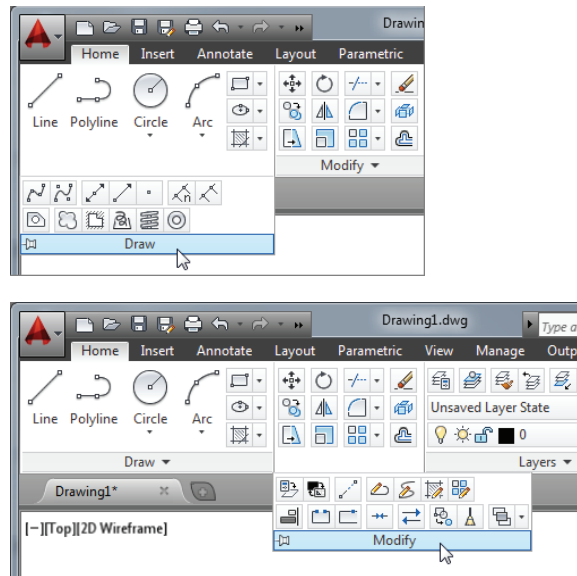 Drawin
Home Insert Annotate Layout Parametric
Line Polyline Circle Arc
Modify
n
Draw
Drawing1.dwg Type a
Home Insert Annotate Layout Parametric View Manage Outp
Unsaved Layer State
Line Polyline Circle Arc
0
Draw Layers
Drawing1*
[−][Top][2D Wireframe]
Modify